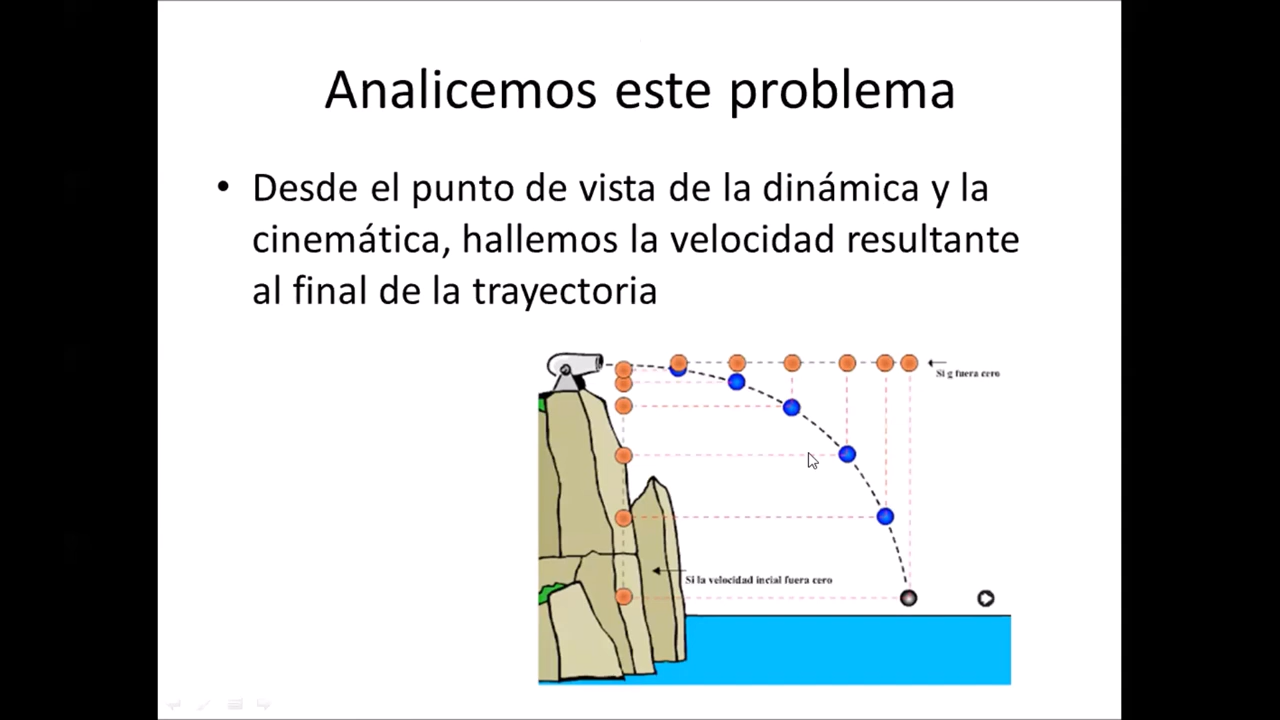 Analicemos este problema
• Desde el punto de vista de la dinámica y la
cinemática, hallemos la velocidad resultante
al final de la trayectoria
Si g fuera cero
Si la velocidad incial fuera cero